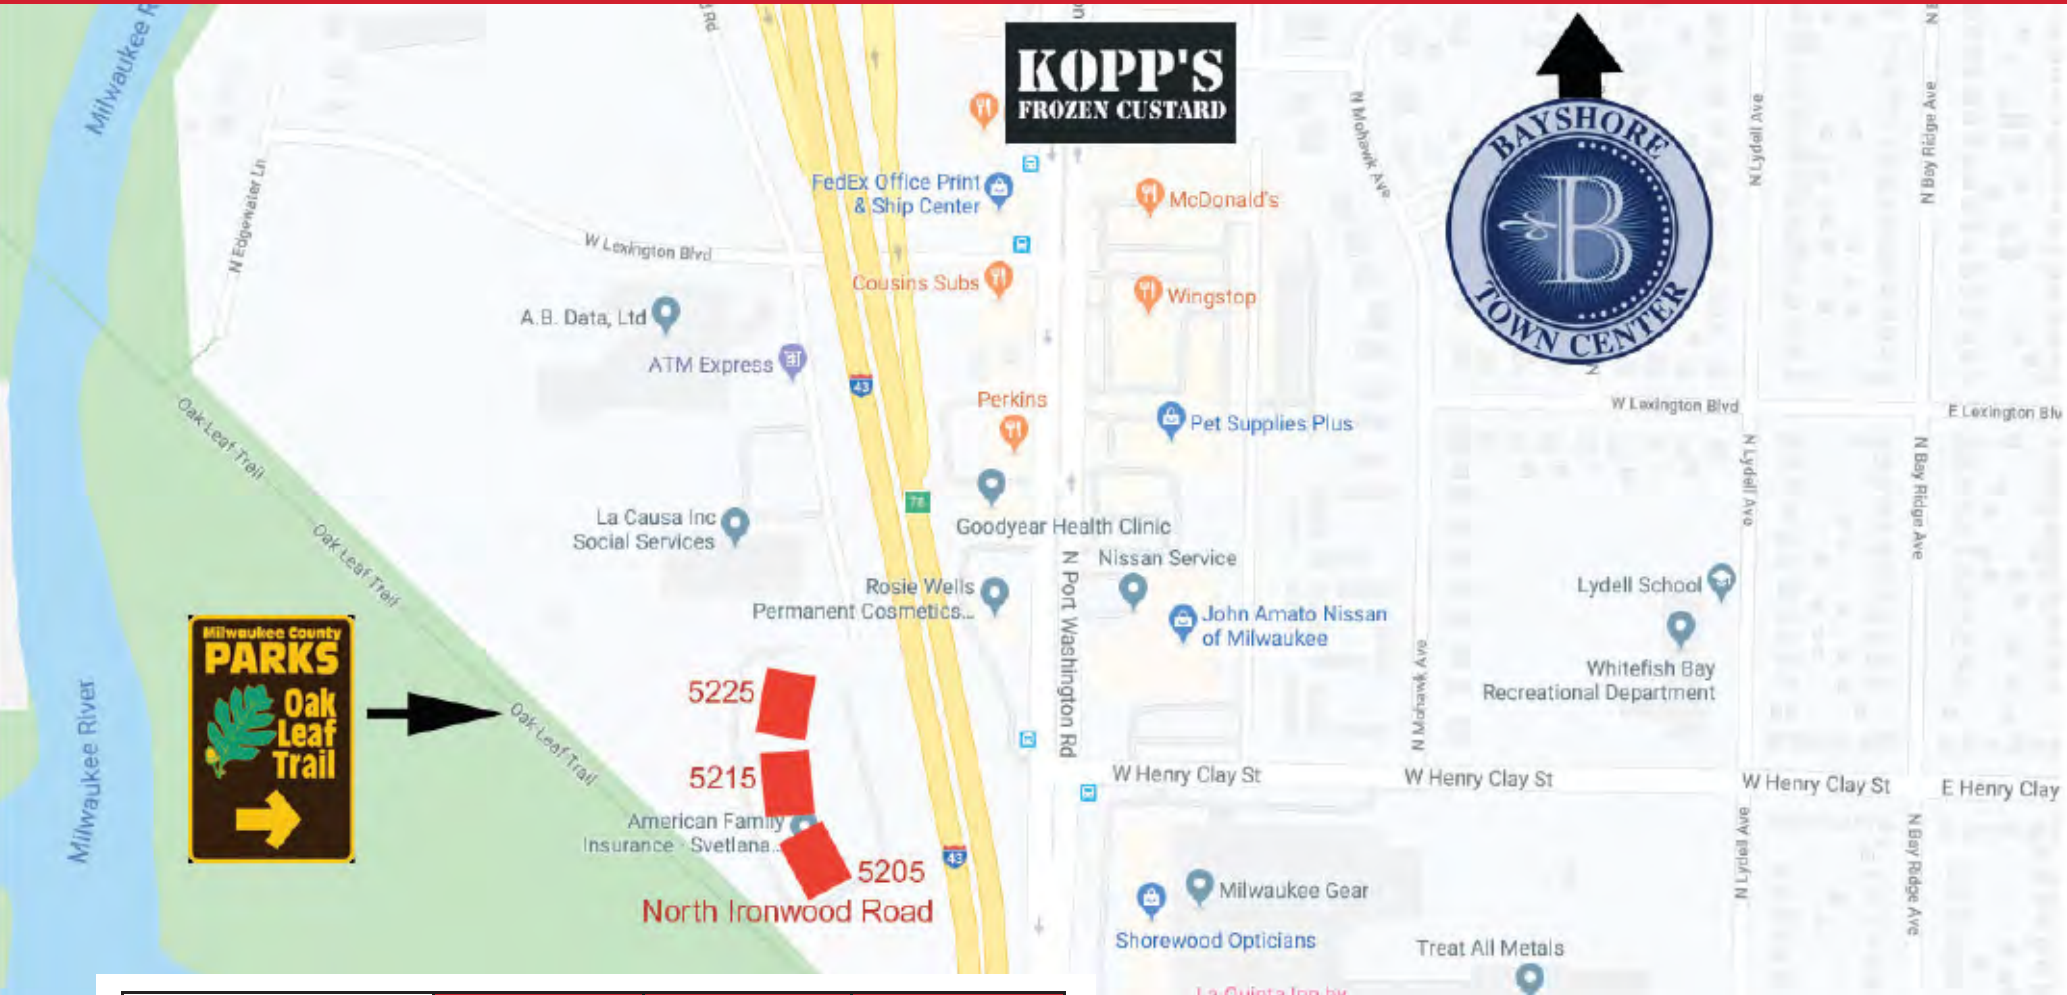 Milwaukee R
d Rd
KOPP'S
FROZEN CUSTARD
BAYSHORE
B
TOWN CENTER
N Mohawk Ave
N Lydell Ave
N Bay Ridge Ave
N Edgewater Ln
FedEx Office Print
& Ship Center
McDonald's
W Lexington Blvd
Cousins Subs
Wingstop
A.B. Data, Ltd
ATM Express
43
Perkins
Pet Supplies Plus
W Lexington Blvd
E Lexington Blv
Oak Leaf Trail
N Lydell Ave
N Bay Ridge Ave
78
La Causa Inc
Social Services
Goodyear Health Clinic
Oak Leaf Trail
Nissan Service
N Port Washington Rd
Rosie Wells
Permanent Cosmetics...
John Amato Nissan
of Milwaukee
Lydell School
Whitefish Bay
Recreational Department
N Mohawk Ave
Milwaukee County
PARKS
Oak
Leaf
Trail
Milwaukee River
Oak Leaf Trail
5225
5215
W Henry Clay St
W Henry Clay St
W Henry Clay St
E Henry Clay
American Family
Insurance · Svetlana...
5205
43
North Ironwood Road
N Lydell Ave
N Bay Ridge Ave
Milwaukee Gear
Shorewood Opticians
Treat All Metals
La Quinta Inn by